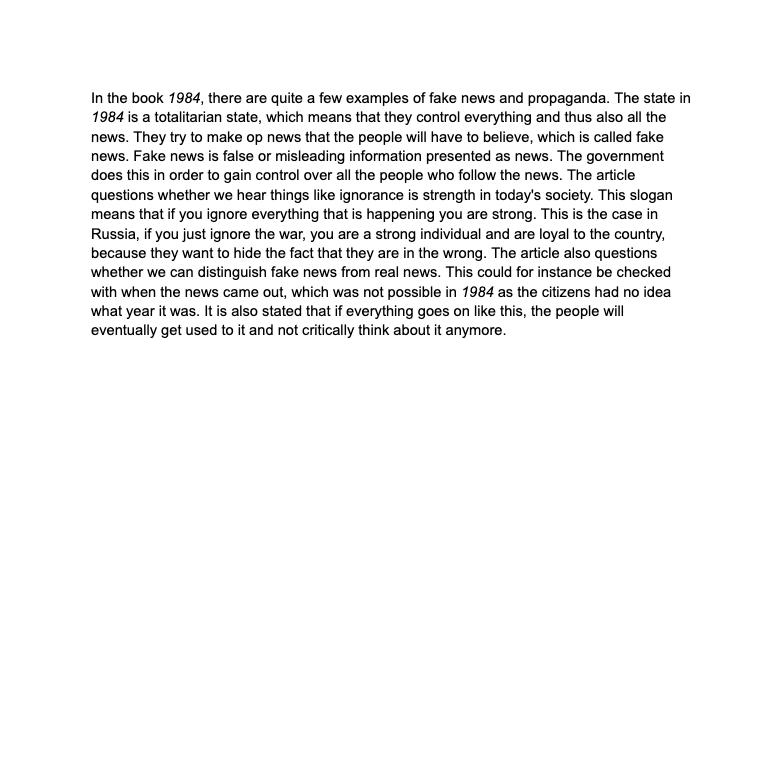 In the book 1984, there are quite a few examples of fake news and propaganda. The state in
1984 is a totalitarian state, which means that they control everything and thus also all the
news. They try to make op news that the people will have to believe, which is called fake
news. Fake news is false or misleading information presented as news. The government
does this in order to gain control over all the people who follow the news. The article
questions whether we hear things like ignorance is strength in today's society. This slogan
means that if you ignore everything that is happening you are strong. This is the case in
Russia, if you just ignore the war, you are a strong individual and are loyal to the country,
because they want to hide the fact that they are in the wrong. The article also questions
whether we can distinguish fake news from real news. This could for instance be checked
with when the news came out, which was not possible in 1984 as the citizens had no idea
what year it was. It is also stated that if everything goes on like this, the people will
eventually get used to it and not critically think about it anymore.